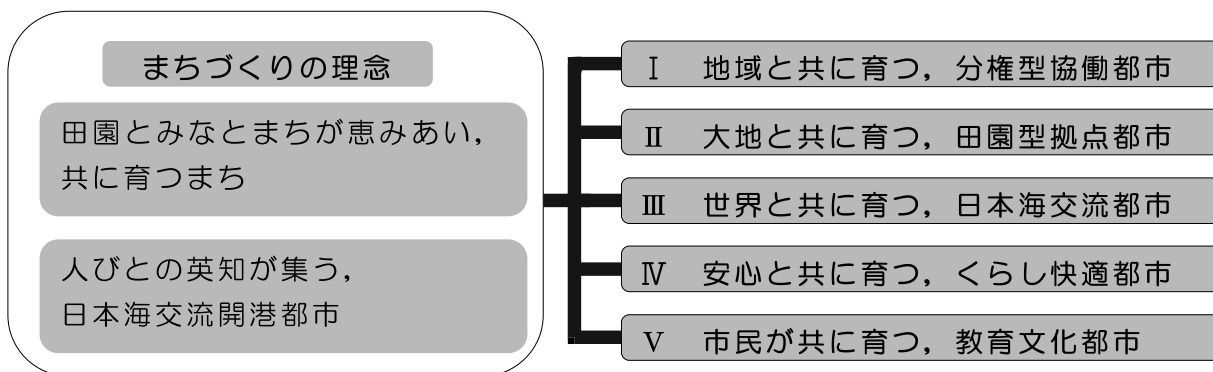 まちづくりの理念
田園とみなとまちが恵みあい，
共に育つまち
人びとの英知が集う，
日本海交流開港都市
Ⅰ 地域と共に育つ，分権型協働都市
Ⅱ 大地と共に育つ，田園型拠点都市
Ⅲ 世界と共に育つ，日本海交流都市
Ⅳ 安心と共に育つ，くらし快適都市
Ⅴ 市民が共に育つ，教育文化都市